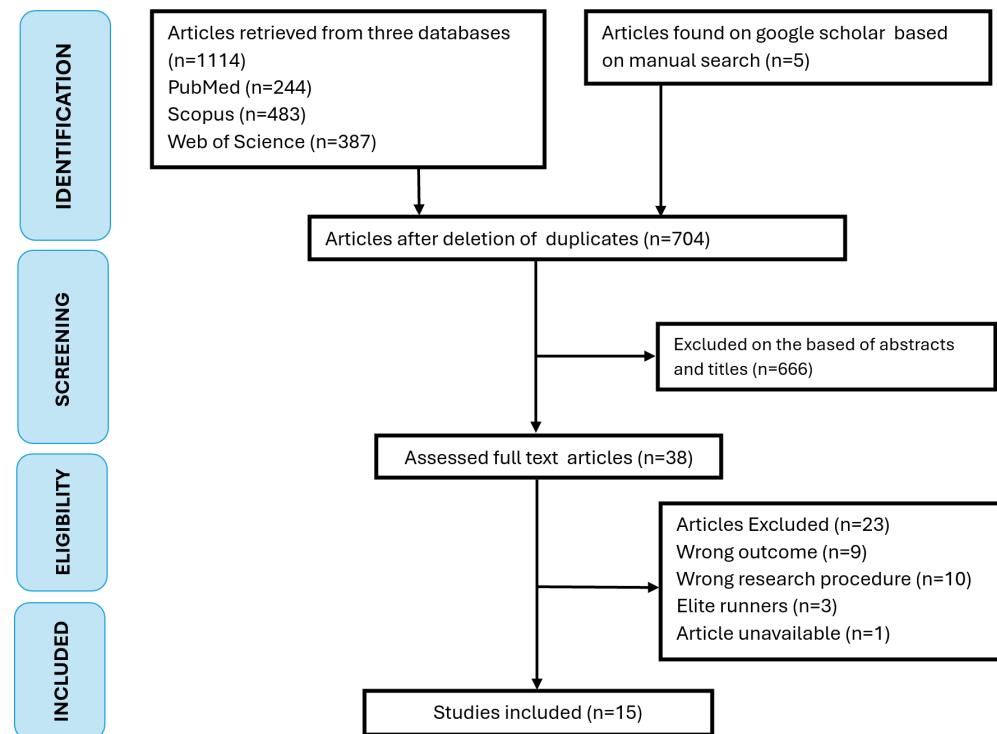 IDENTIFICATION
Articles retrieved from three databases
(n=1114)
PubMed (n=244)
Scopus (n=483)
Web of Science (n=387)
Articles found on google scholar based
on manual search (n=5)
Articles after deletion of duplicates (n=704)
SCREENING
Excluded on the based of abstracts
and titles (n=666)
Assessed full text articles (n=38)
ELIGIBILITY
Articles Excluded (n=23)
Wrong outcome (n=9)
Wrong research procedure (n=10)
Elite runners (n=3)
Article unavailable (n=1)
INCLUDED
Studies included (n=15)